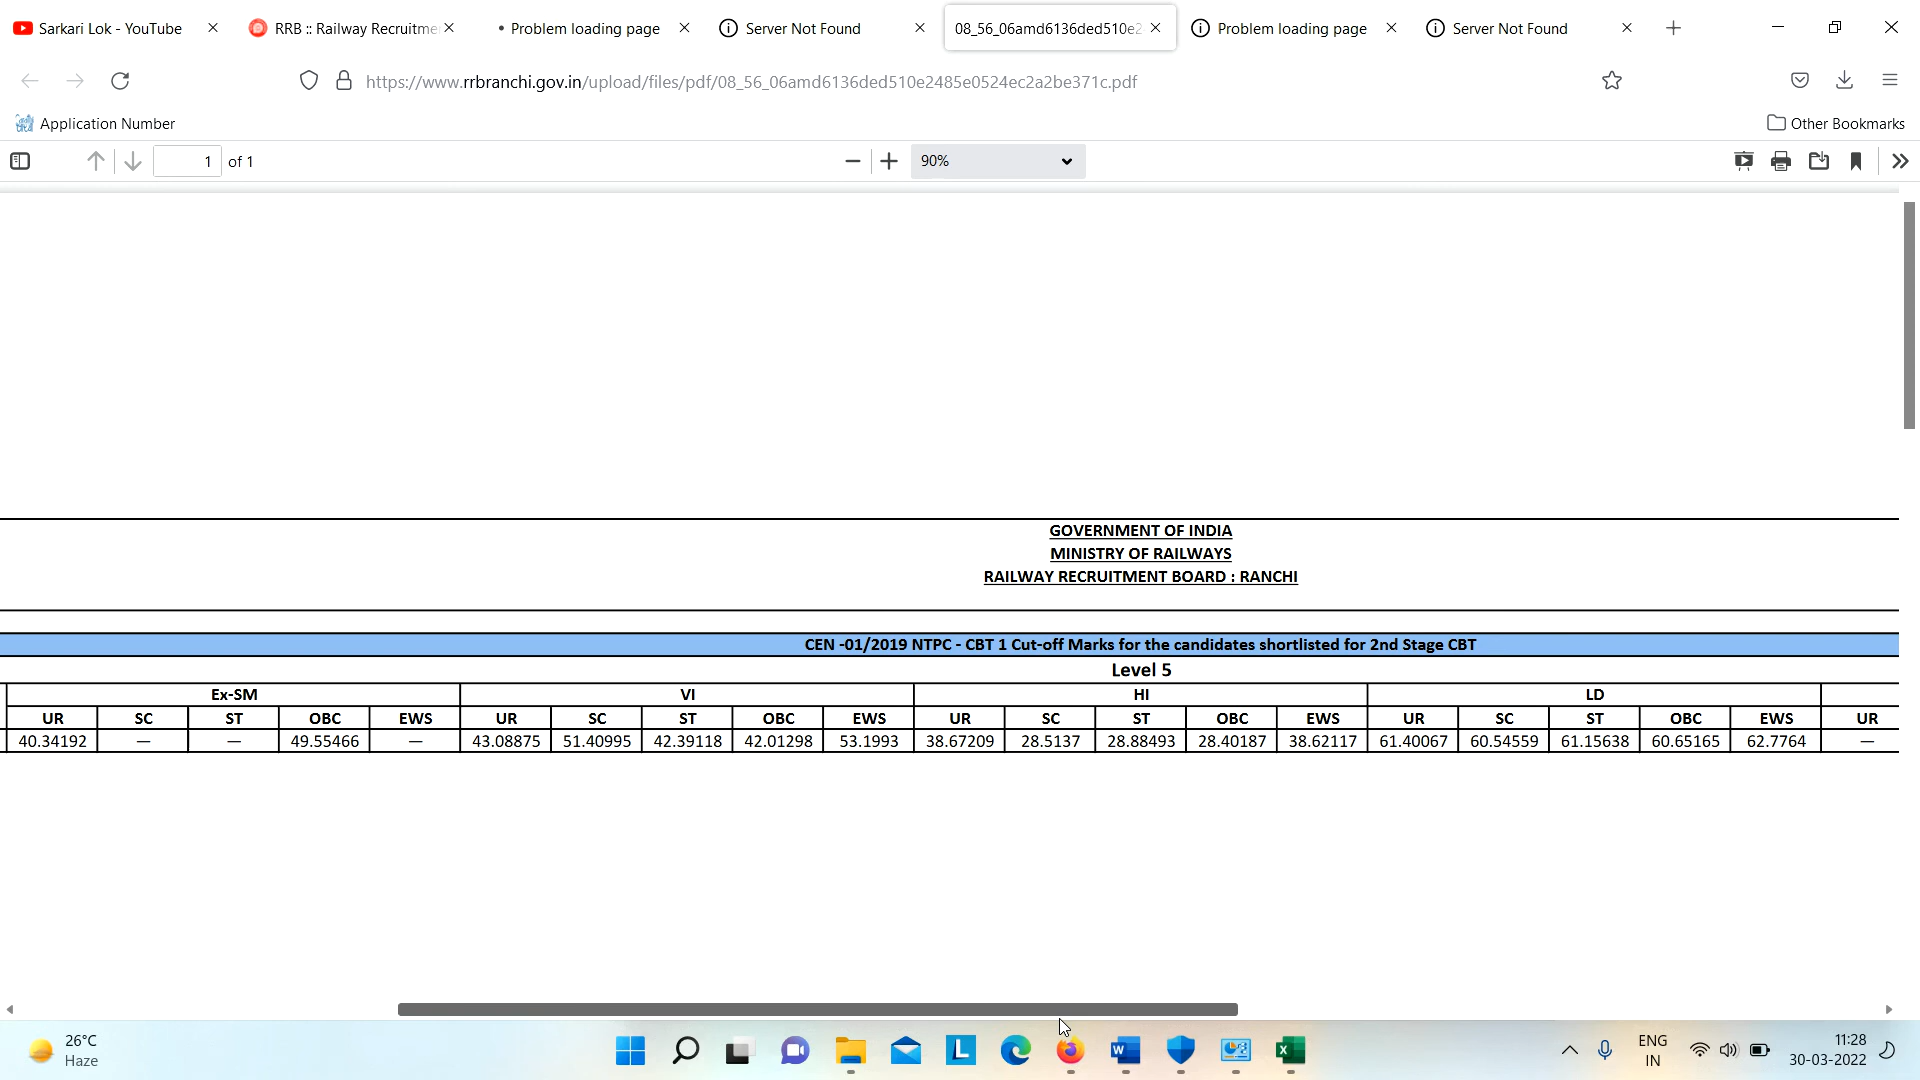 Sarkari Lok - YouTube
RRB :: Railway Recruitme
Problem loading page
Server Not Found
08_56_06amd6136ded510e2
Problem loading page
Server Not Found
https://www.rrbranchi.gov.in/upload/files/pdf/08_56_06amd6136ded510e2485e0524ec2a2be371c.pdf
Application Number
Other Bookmarks
1 of 1
90%
GOVERNMENT OF INDIA
MINISTRY OF RAILWAYS
RAILWAY RECRUITMENT BOARD : RANCHI
CEN -01/2019 NTPC - CBT 1 Cut-off Marks for the candidates shortlisted for 2nd Stage CBT
Level 5
Ex-SM VI HI LD
UR SC ST OBC EWS UR SC ST OBC EWS UR SC ST OBC EWS UR SC ST OBC EWS UR
40.34192 — — 49.55466 — 43.08875 51.40995 42.39118 42.01298 53.1993 38.67209 28.5137 28.88493 28.40187 38.62117 61.40067 60.54559 61.15638 60.65165 62.7764 —
26°C
Haze
ENG
IN
11:28
30-03-2022